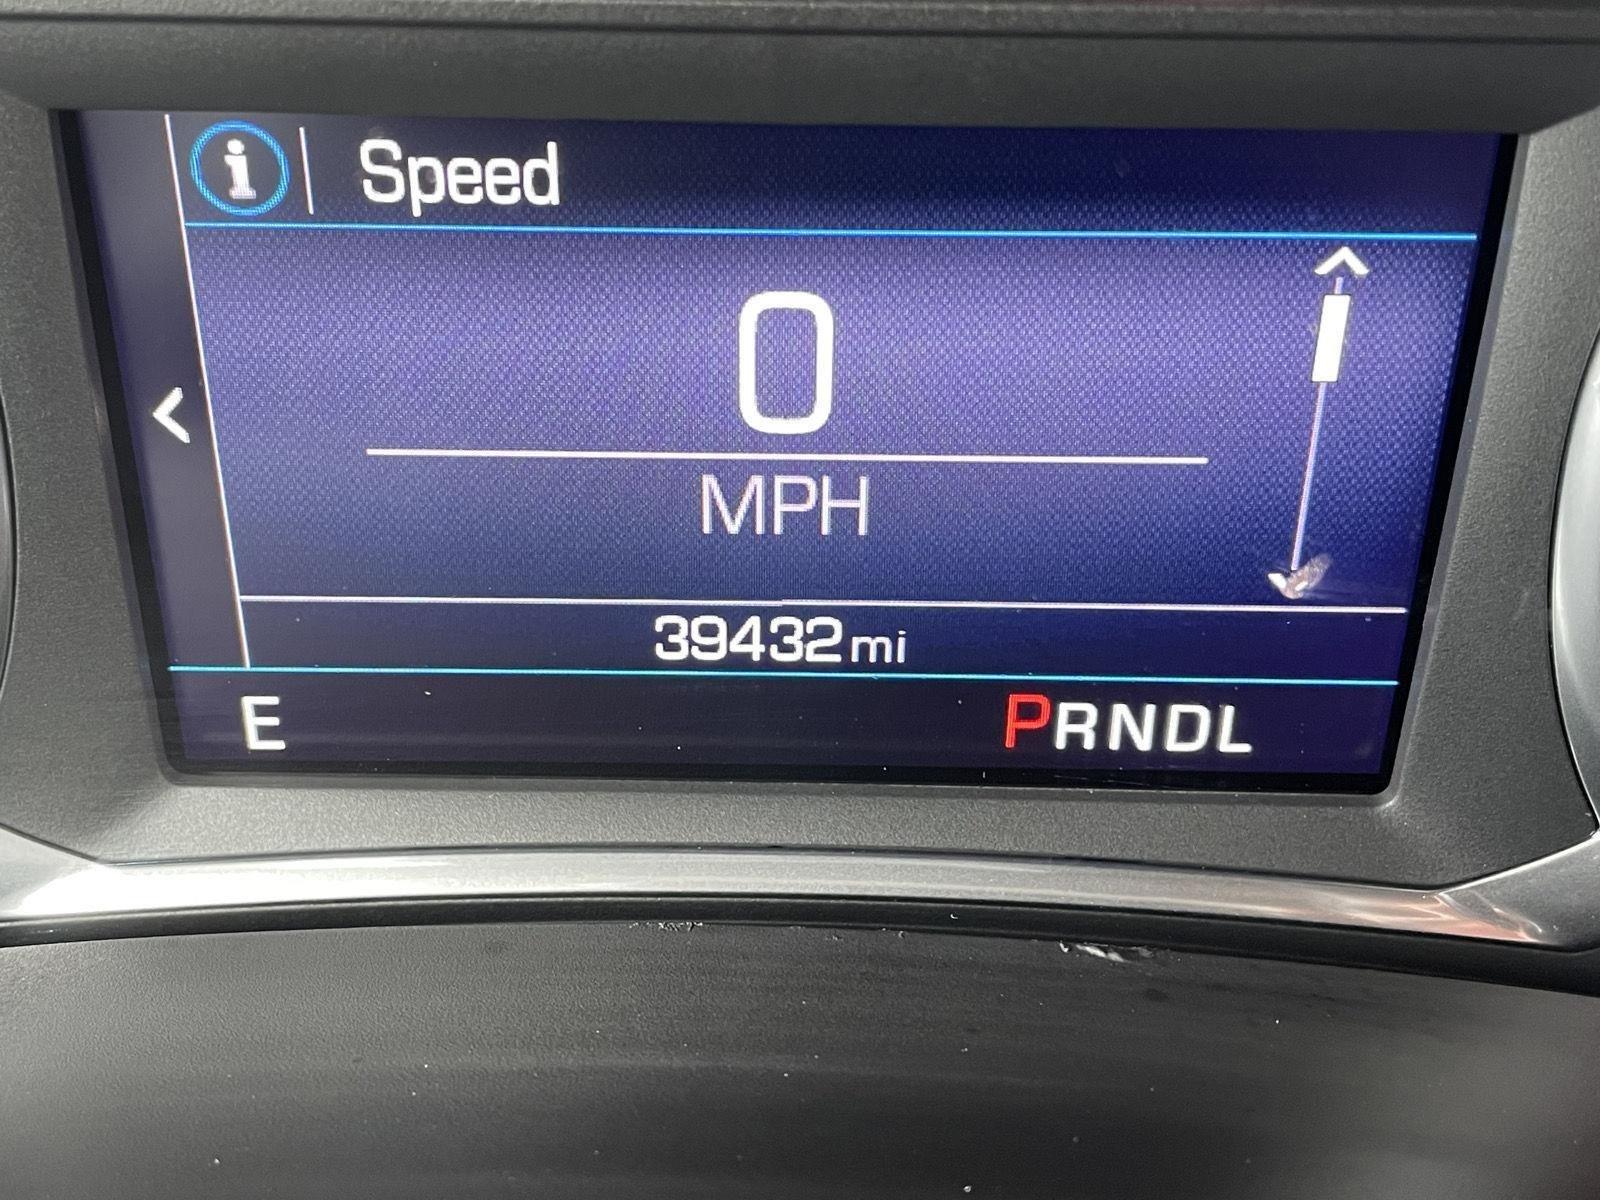 i Speed
0
MPH
39432 mi
E PRNDL